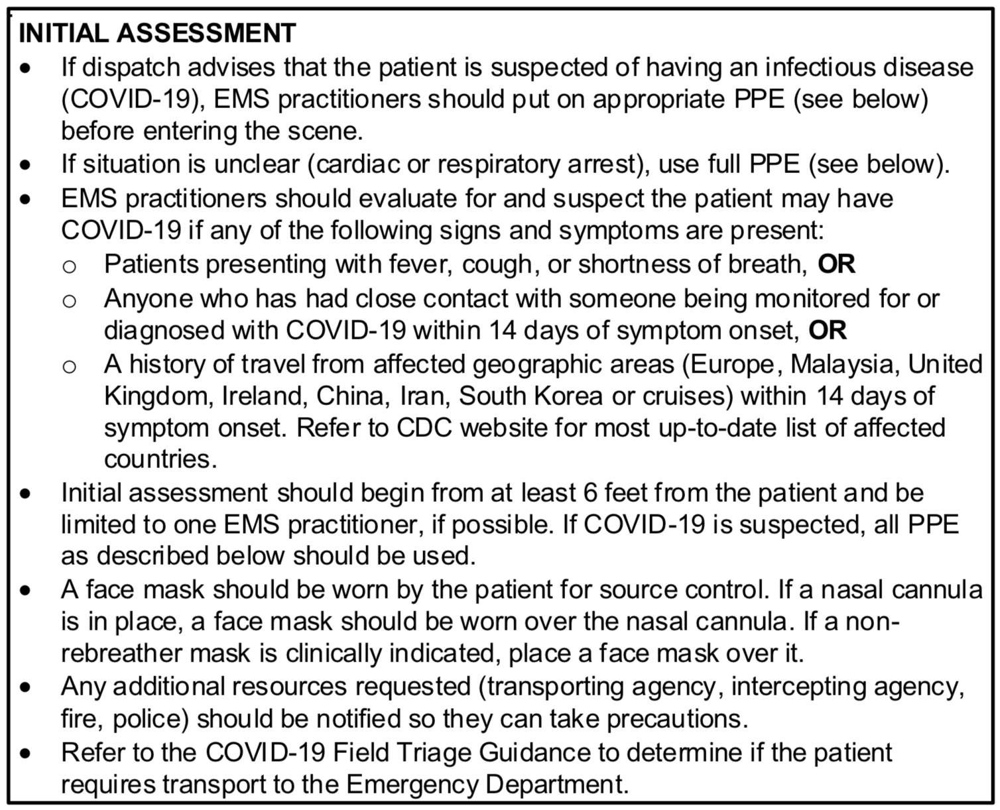 INITIAL ASSESSMENT
• If dispatch advises that the patient is suspected of having an infectious disease
(COVID-19), EMS practitioners should put on appropriate PPE (see below)
before entering the scene.
• If situation is unclear (cardiac or respiratory arrest), use full PPE (see below).
• EMS practitioners should evaluate for and suspect the patient may have
COVID-19 if any of the following signs and symptoms are present:
○ Patients presenting with fever, cough, or shortness of breath, OR
○ Anyone who has had close contact with someone being monitored for or
diagnosed with COVID-19 within 14 days of symptom onset, OR
○ A history of travel from affected geographic areas (Europe, Malaysia, United
Kingdom, Ireland, China, Iran, South Korea or cruises) within 14 days of
symptom onset. Refer to CDC website for most up-to-date list of affected
countries.
• Initial assessment should begin from at least 6 feet from the patient and be
limited to one EMS practitioner, if possible. If COVID-19 is suspected, all PPE
as described below should be used.
• A face mask should be worn by the patient for source control. If a nasal cannula
is in place, a face mask should be worn over the nasal cannula. If a non-
rebreather mask is clinically indicated, place a face mask over it.
• Any additional resources requested (transporting agency, intercepting agency,
fire, police) should be notified so they can take precautions.
• Refer to the COVID-19 Field Triage Guidance to determine if the patient
requires transport to the Emergency Department.